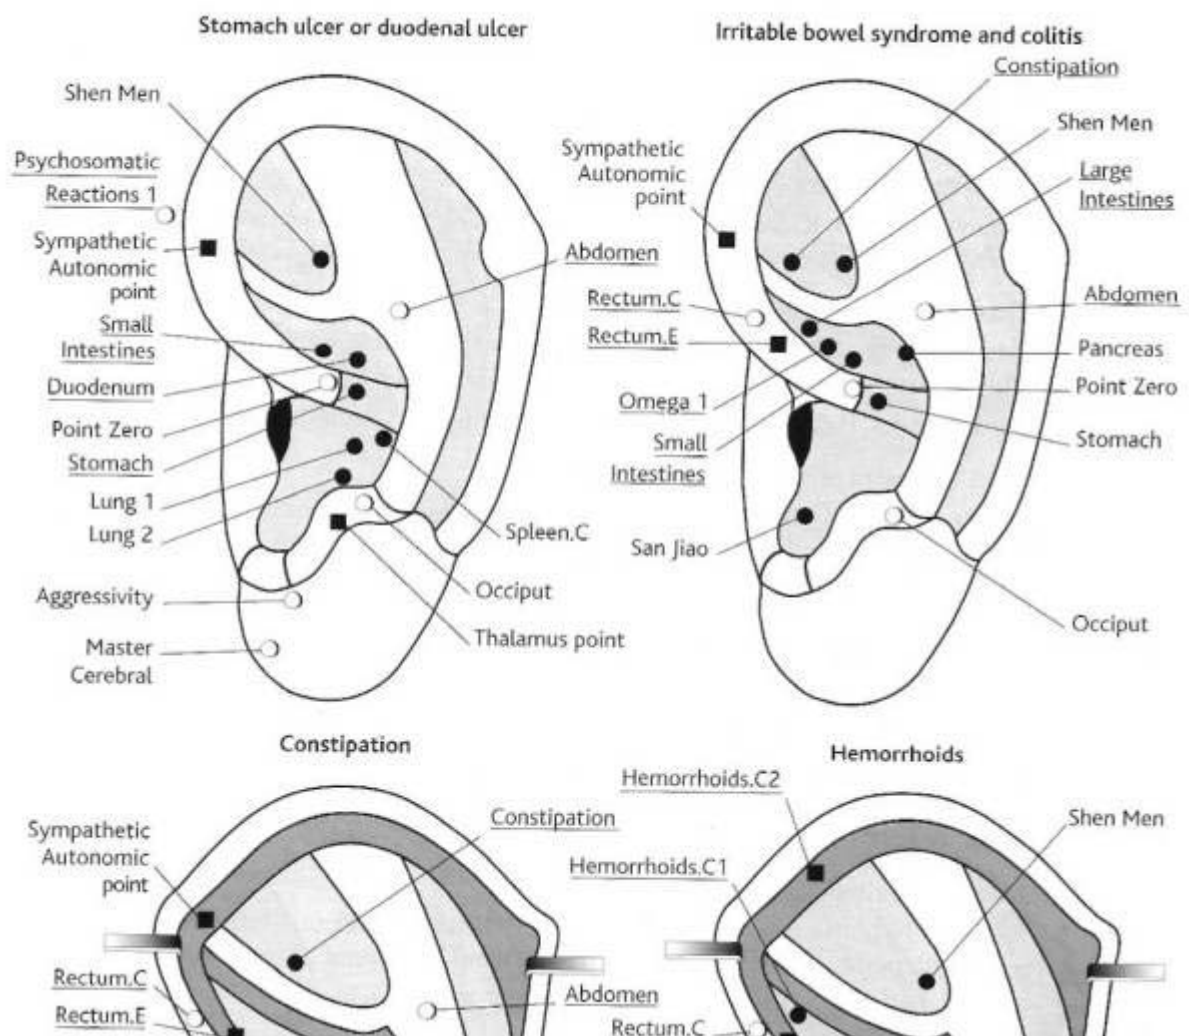 Stomach ulcer or duodenal ulcer
Shen Men
Psychosomatic
Reactions 1
Sympathetic
Autonomic
point
Abdomen
Small
Intestines
Duodenum
Point Zero
Stomach
Lung 1
Lung 2
Spleen.C
Aggressivity
Occiput
Thalamus point
Master
Cerebral
Irritable bowel syndrome and colitis
Constipation
Shen Men
Sympathetic
Autonomic
point
Large
Intestines
Rectum.C
Abdomen
Rectum.E
Pancreas
Point Zero
Omega 1
Stomach
Small
Intestines
San Jiao
Occiput
Constipation
Sympathetic
Autonomic
point
Constipation
Rectum.C
Rectum.E
Abdomen
Hemorrhoids
Hemorrhoids.C2
Shen Men
Hemorrhoids.C1
Rectum.C